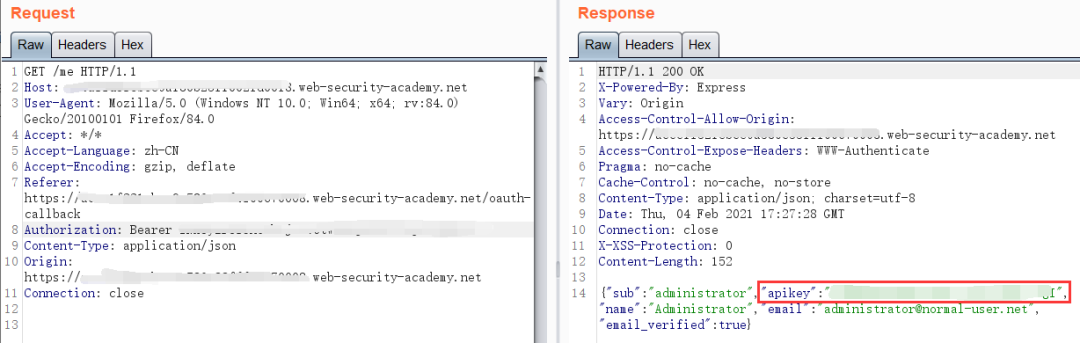 Request
Raw Headers Hex
1 GET /me HTTP/1.1
2 Host: .web-security-academy.net
3 User-Agent: Mozilla/5.0 (Windows NT 10.0; Win64; x64; rv:84.0)
Gecko/20100101 Firefox/84.0
4 Accept: */*
5 Accept-Language: zh-CN
6 Accept-Encoding: gzip, deflate
7 Referer:
https:// .web-security-academy.net/oauth-
callback
8 Authorization: Bearer
9 Content-Type: application/json
10 Origin:
https:// .web-security-academy.net
11 Connection: close
12
13
Response
Raw Headers Hex
1 HTTP/1.1 200 OK
2 X-Powered-By: Express
3 Vary: Origin
4 Access-Control-Allow-Origin:
https:// .web-security-academy.net
5 Access-Control-Expose-Headers: WWW-Authenticate
6 Pragma: no-cache
7 Cache-Control: no-cache, no-store
8 Content-Type: application/json; charset=utf-8
9 Date: Thu, 04 Feb 2021 17:27:28 GMT
10 Connection: close
11 X-XSS-Protection: 0
12 Content-Length: 152
13
14 {"sub":"administrator","apikey":" ",
"name":"Administrator","email":"administrator@normal-user.net",
"email_verified":true}